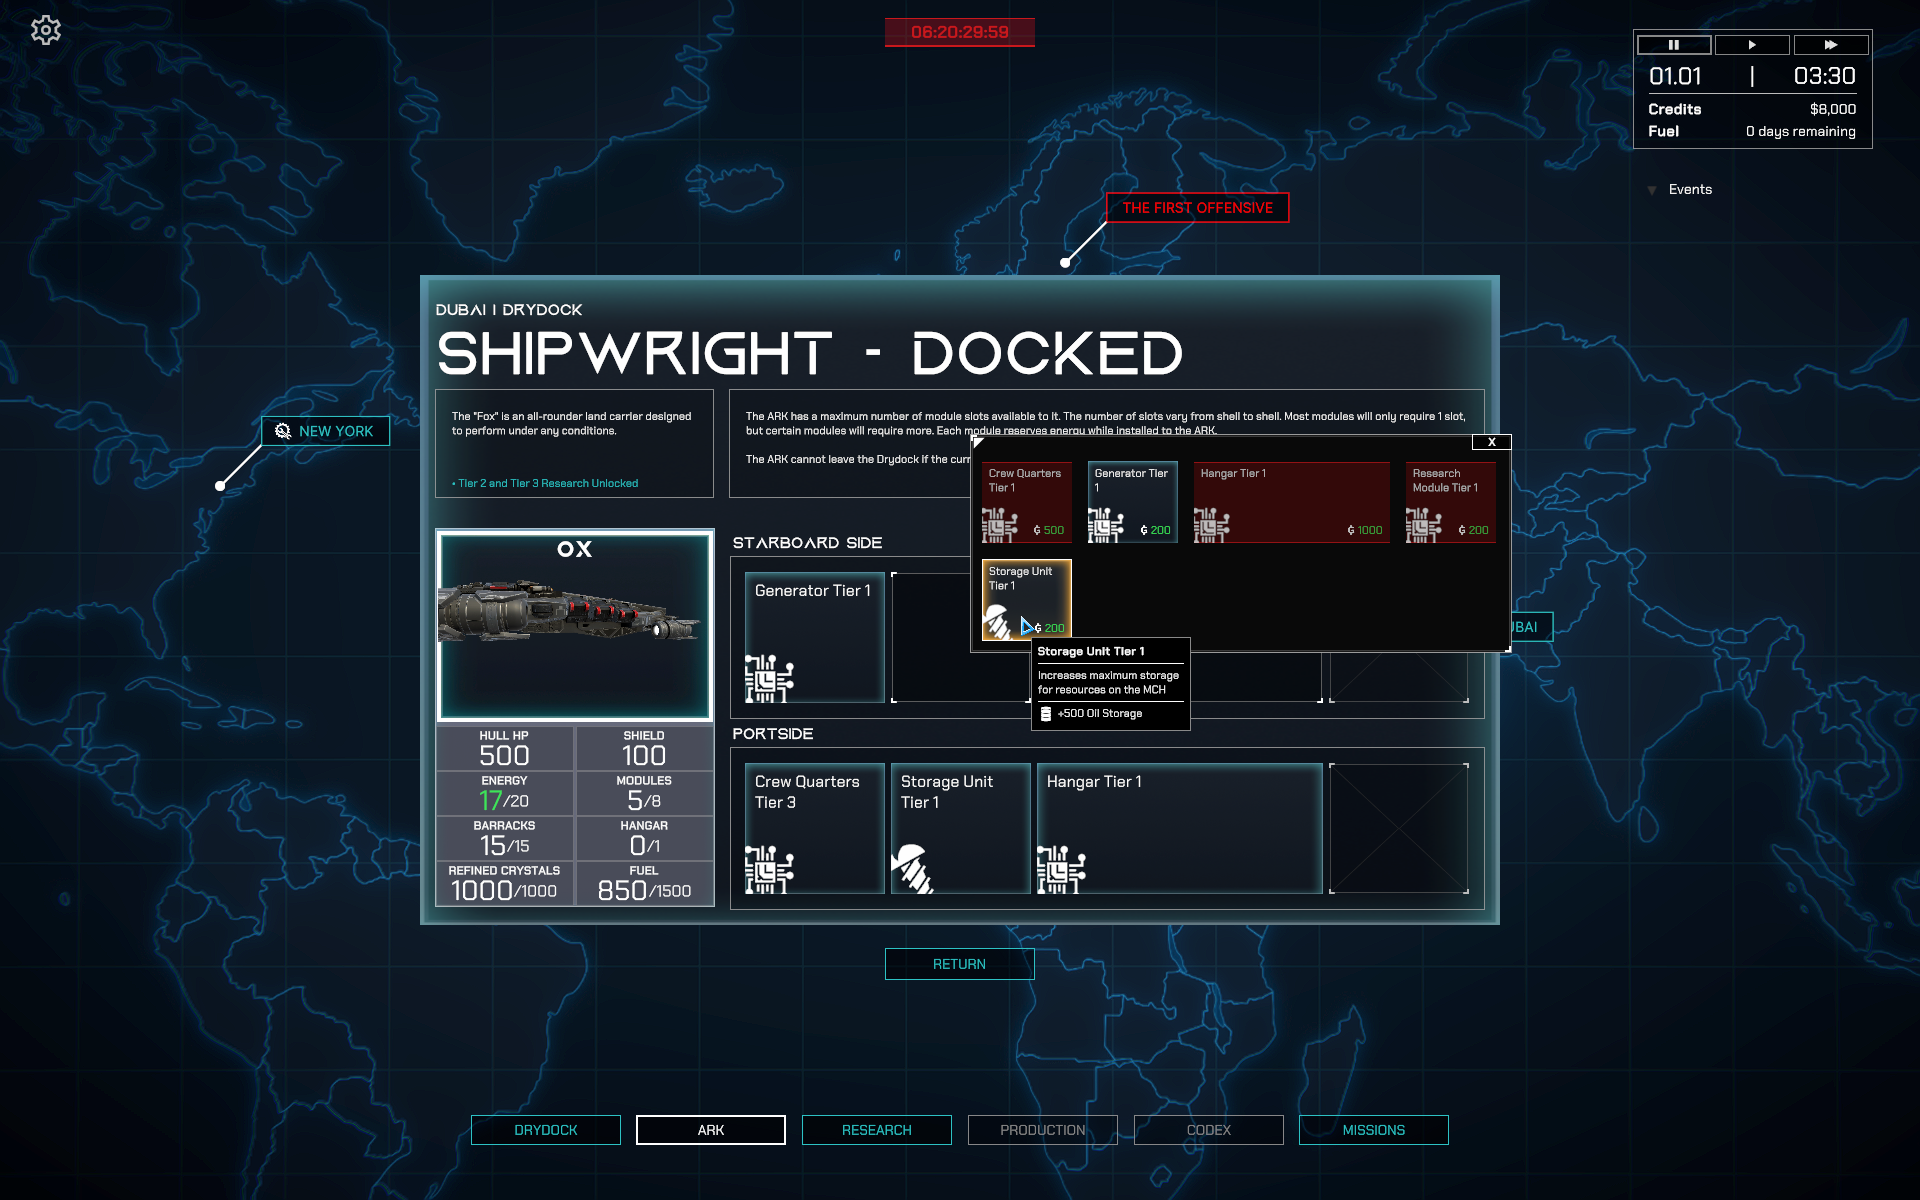 06:20:29:59
01.01 | 03:30
Credits $8,000
Fuel 0 days remaining
Events
THE FIRST OFFENSIVE
NEW YORK
DUBAI | DRYDOCK
SHIPWRIGHT - DOCKED
The "Fox" is an all-rounder land carrier designed
to perform under any conditions.
• Tier 2 and Tier 3 Research Unlocked
The ARK has a maximum number of module slots available to it. The number of slots vary from shell to shell. Most modules will only require 1 slot,
but certain modules will require more. Each module reserves energy while installed to the ARK.
The ARK cannot leave the Drydock if the curr
X
Crew Quarters
Tier 1
₲ 500
Generator Tier
1
₲ 200
Hangar Tier 1
₲ 1000
Research
Module Tier 1
₲ 200
Storage Unit
Tier 1
₲ 200
Storage Unit Tier 1
Increases maximum storage
for resources on the MCH
+500 Oil Storage
UBAI
OX
HULL HP
500
SHIELD
100
ENERGY
17/20
MODULES
5/8
BARRACKS
15/15
HANGAR
0/1
REFINED CRYSTALS
1000/1000
FUEL
850/1500
STARBOARD SIDE
Generator Tier 1
PORTSIDE
Crew Quarters
Tier 3
Storage Unit
Tier 1
Hangar Tier 1
RETURN
DRYDOCK
ARK
RESEARCH
PRODUCTION
CODEX
MISSIONS